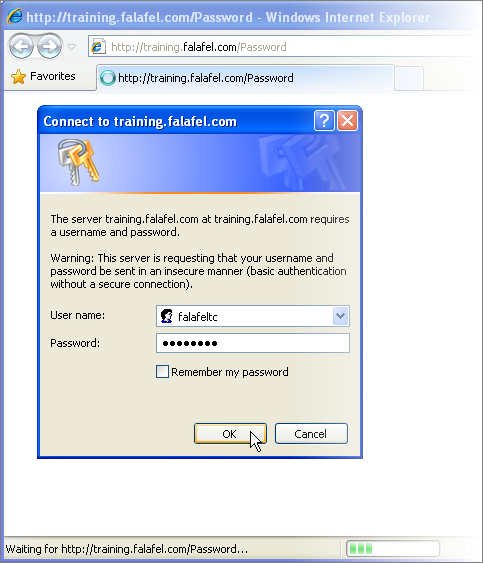 http://training.falafel.com/Password - Windows Internet Explorer
http://training.falafel.com/Password
Favorites
http://training.falafel.com/Password
Connect to training.falafel.com
The server training.falafel.com at training.falafel.com requires
a username and password.
Warning: This server is requesting that your username and
password be sent in an insecure manner (basic authentication
without a secure connection).
User name:
falafeltc
Password:
●●●●●●●●
Remember my password
OK
Cancel
Waiting for http://training.falafel.com/Password...